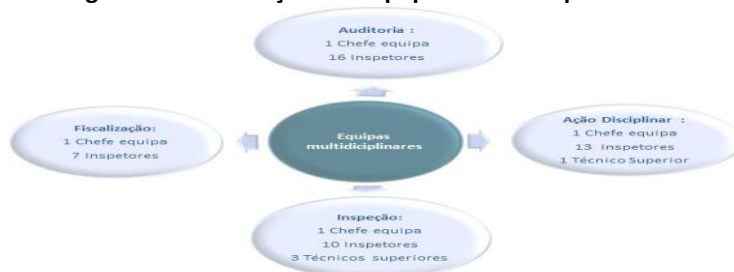 Auditoria :
1 Chefe equipa
16 Inspetores
Fiscalização:
1 Chefe equipa
7 Inspetores
Equipas
multidiciplinares
Ação Disciplinar :
1 Chefe equipa
13 Inspetores
1 Técnico Superior
Inspeção:
1 Chefe equipa
10 Inspetores
3 Técnicos superiores